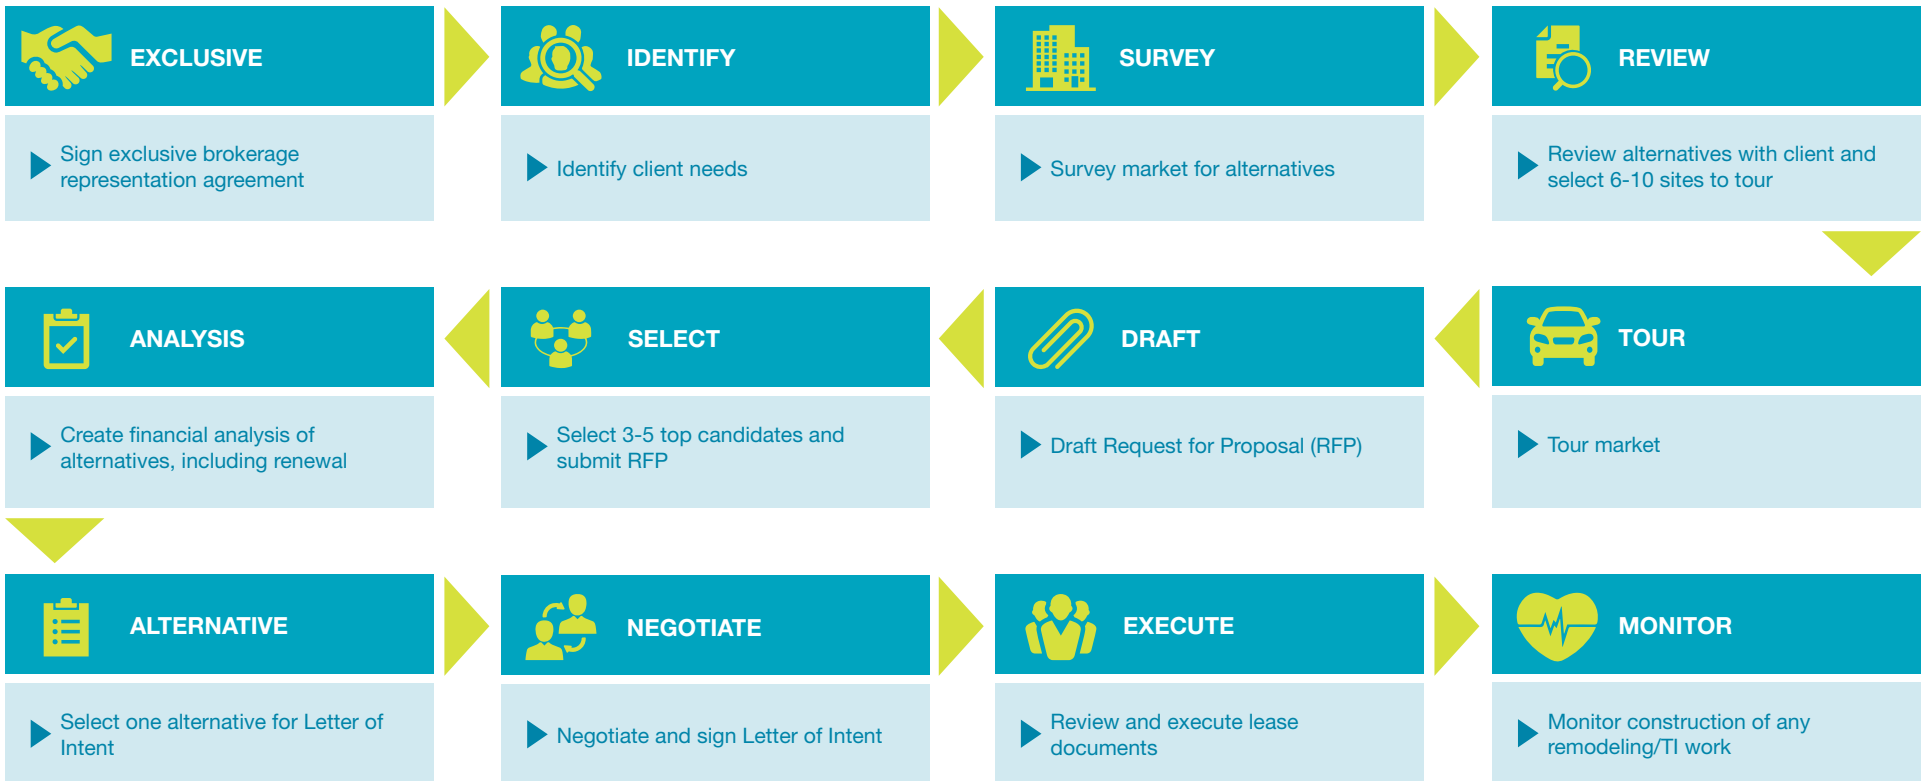 EXCLUSIVE
Sign exclusive brokerage
representation agreement
IDENTIFY
Identify client needs
SURVEY
Survey market for alternatives
REVIEW
Review alternatives with client and
select 6-10 sites to tour
TOUR
Tour market
DRAFT
Draft Request for Proposal (RFP)
SELECT
Select 3-5 top candidates and
submit RFP
ANALYSIS
Create financial analysis of
alternatives, including renewal
ALTERNATIVE
Select one alternative for Letter of
Intent
NEGOTIATE
Negotiate and sign Letter of Intent
EXECUTE
Review and execute lease
documents
MONITOR
Monitor construction of any
remodeling/TI work